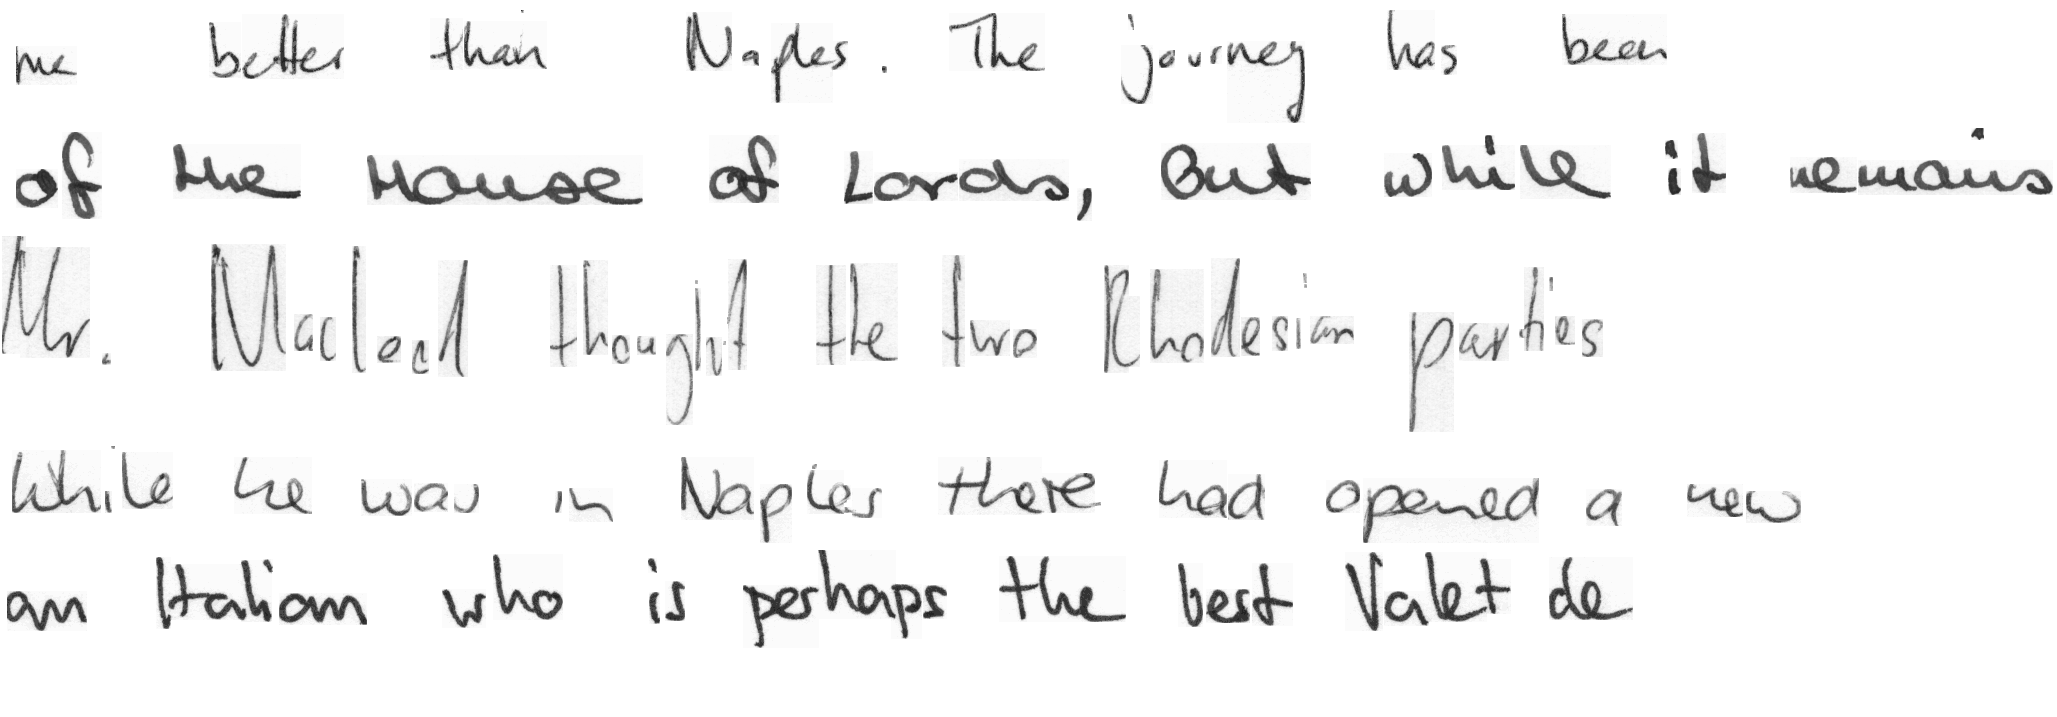 me better than Naples. The journey has been
of the House of Lords, But while it remains
Mr. Macleod thought the two Rhodesian parties
While he was in Naples there had opened a new
an Italian who is perhaps the best Valet de